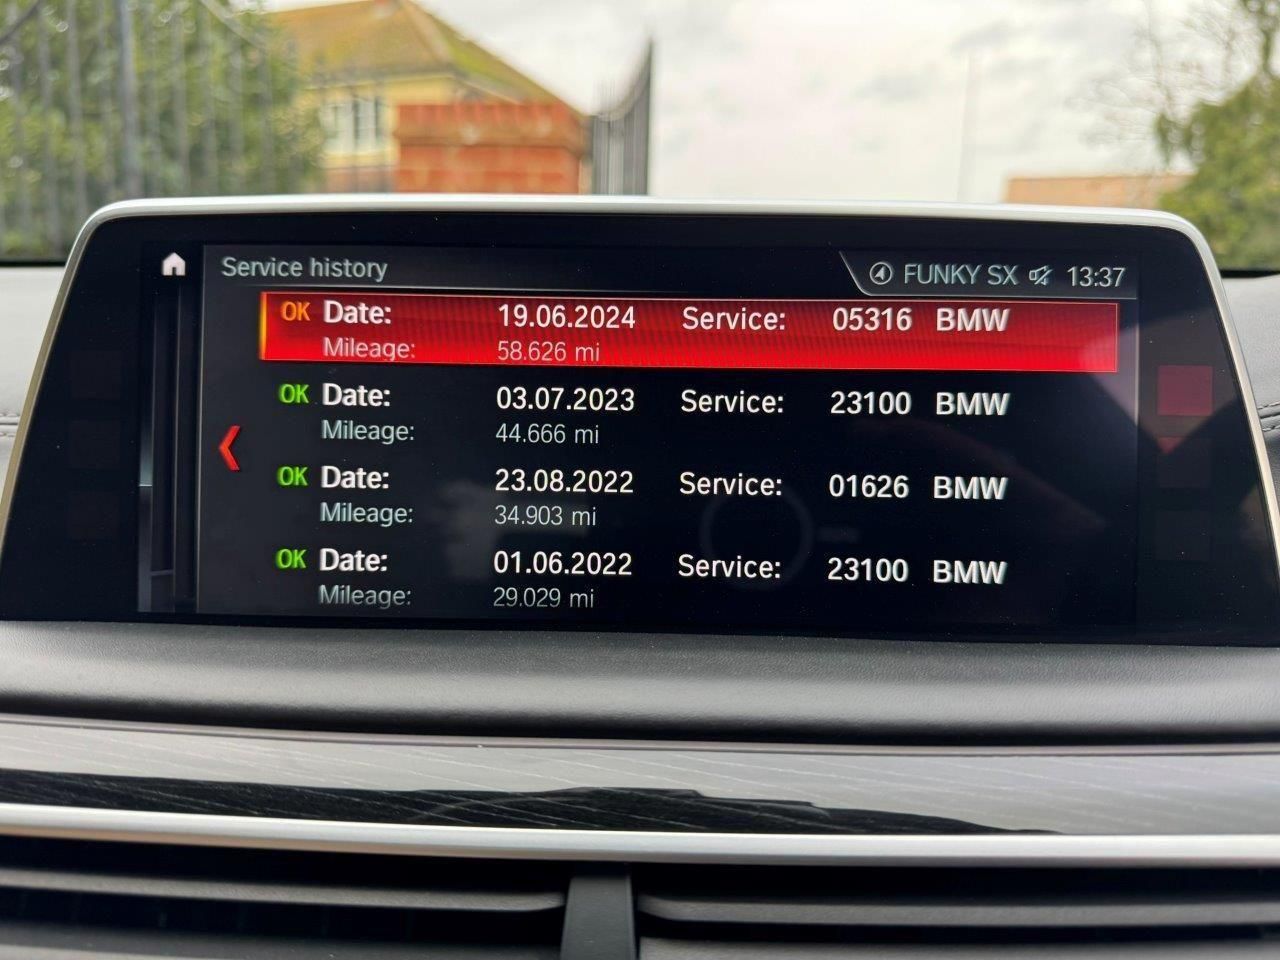 Service history FUNKY SX 13:37
OK Date: 19.06.2024 Service: 05316 BMW
Mileage: 58.626 mi
OK Date: 03.07.2023 Service: 23100 BMW
Mileage: 44.666 mi
OK Date: 23.08.2022 Service: 01626 BMW
Mileage: 34.903 mi
OK Date: 01.06.2022 Service: 23100 BMW
Mileage: 29.029 mi